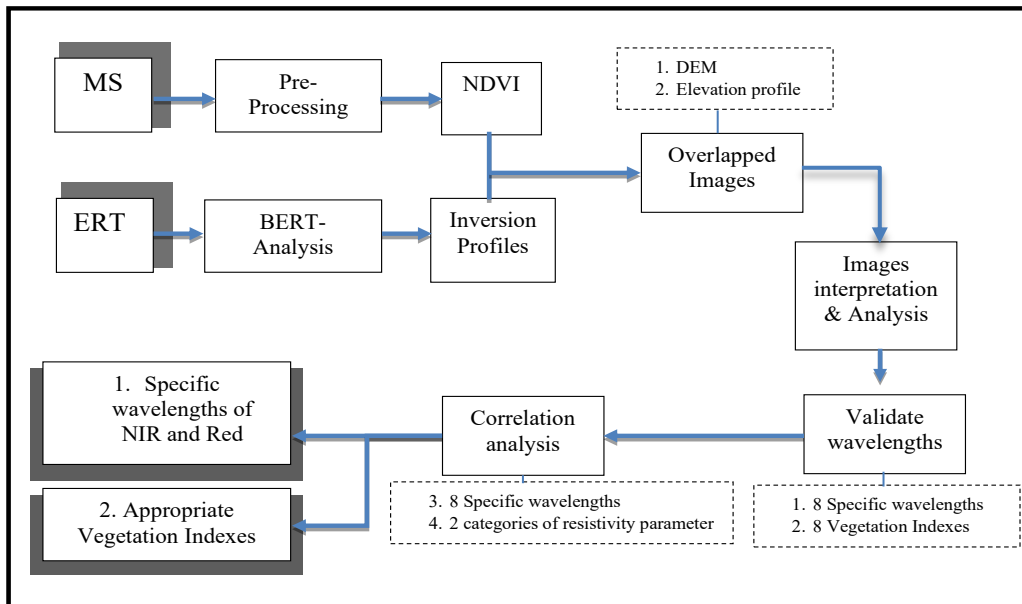 MS
Pre-
Processing
NDVI
1. DEM
2. Elevation profile
Overlapped
Images
ERT
BERT-
Analysis
Inversion
Profiles
Images
interpretation
& Analysis
Validate
wavelengths
1. 8 Specific wavelengths
2. 8 Vegetation Indexes
Correlation
analysis
3. 8 Specific wavelengths
4. 2 categories of resistivity parameter
1. Specific
wavelengths of
NIR and Red
2. Appropriate
Vegetation Indexes